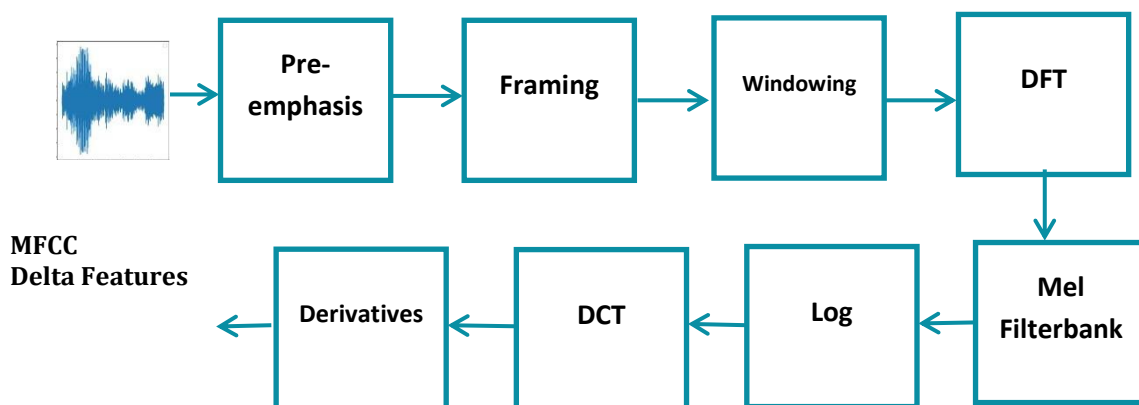 Pre-
emphasis
Framing
Windowing
DFT
Mel
Filterbank
Log
DCT
Derivatives
MFCC
Delta Features